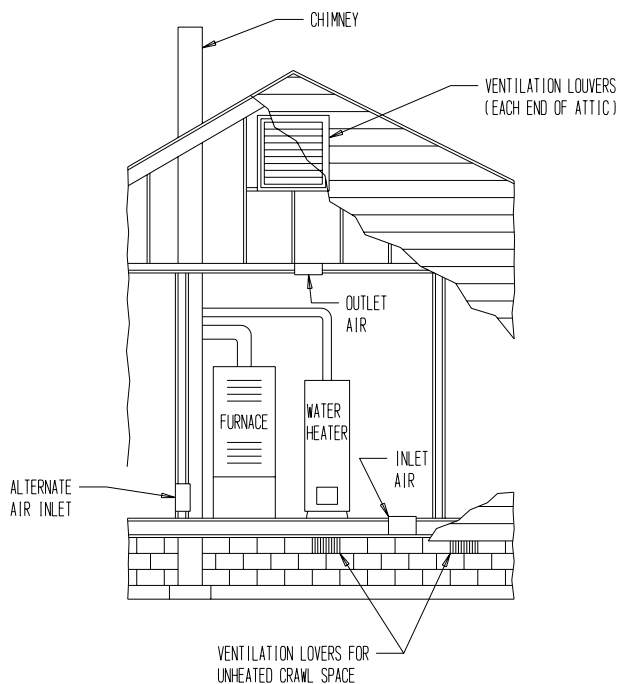 CHIMNEY
VENTILATION LOUVERS
(EACH END OF ATTIC)
OUTLET
AIR
FURNACE
WATER
HEATER
INLET
AIR
ALTERNATE
AIR INLET
VENTILATION LOVERS FOR
UNHEATED CRAWL SPACE